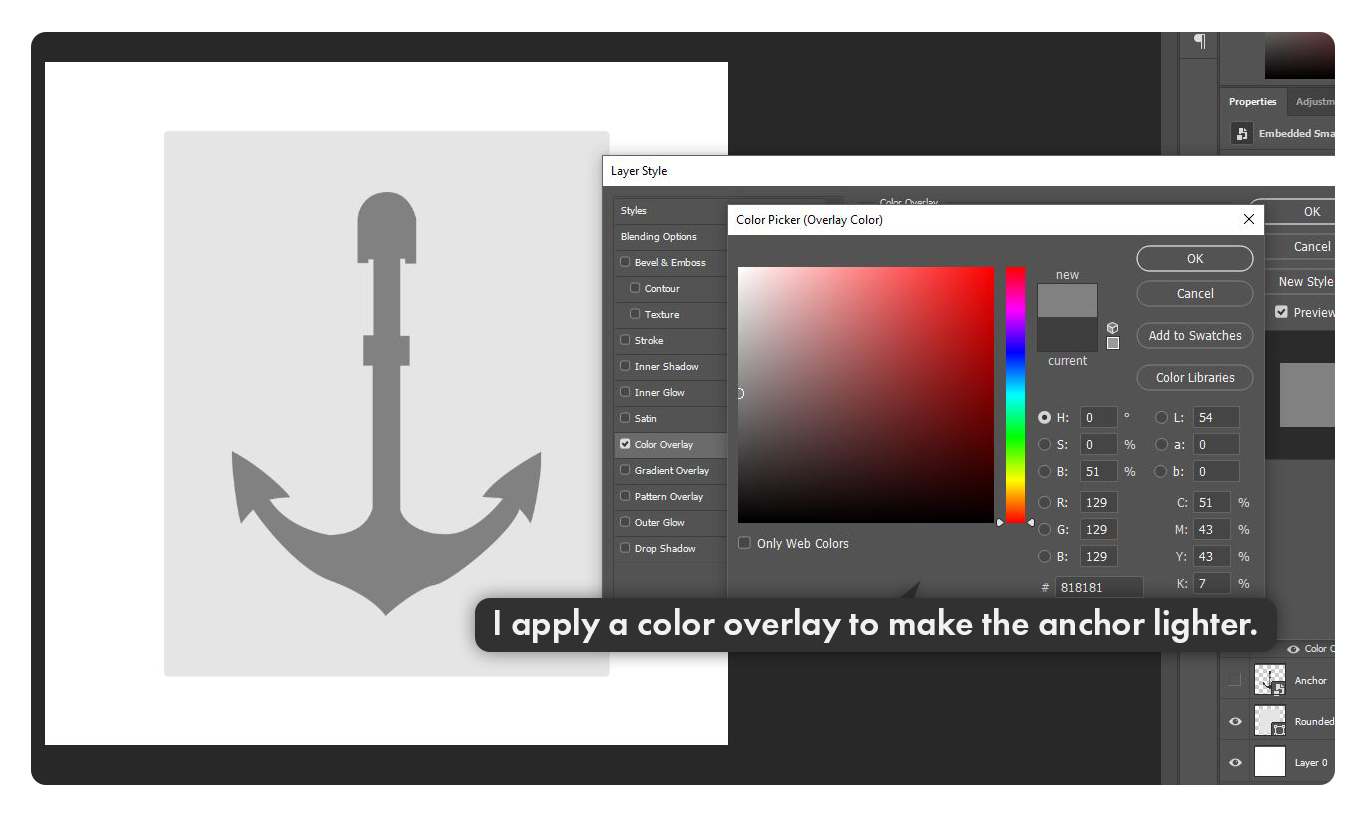 ¶
Properties Adjustm
Embedded Sma
Layer Style
Styles
Blending Options
Bevel & Emboss
Contour
Texture
Stroke
Inner Shadow
Inner Glow
Satin
Color Overlay
Gradient Overlay
Pattern Overlay
Outer Glow
Drop Shadow
Color Overlay
Color Picker (Overlay Color)
new
current
OK
Cancel
Add to Swatches
Color Libraries
H: 0 ° L: 54
S: 0 % a: 0
B: 51 % b: 0
R: 129 C: 51 %
G: 129 M: 43 %
B: 129 Y: 43 %
# 818181 K: 7 %
Only Web Colors
OK
Cancel
New Style
Preview
I apply a color overlay to make the anchor lighter.
Color O
Anchor
Rounded
Layer 0